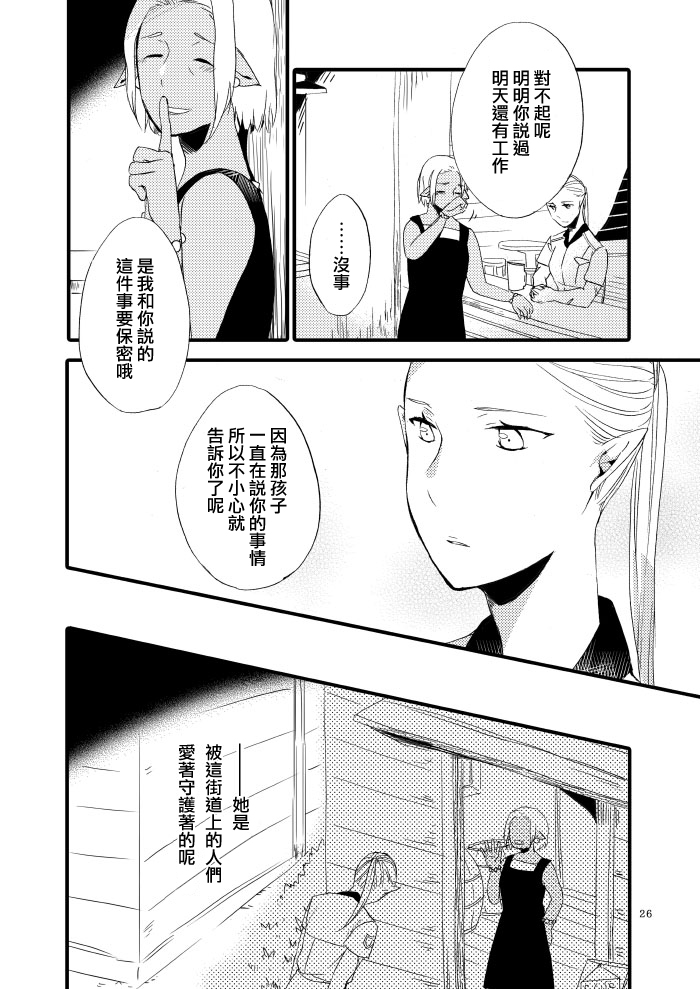 對不起呢
明明你説過
明天還有工作
……沒事
是我和你説的
這件事要保密哦
因為那孩子
一直在説你的事情
所以不小心就
告訴你了呢
——她是
被這街道上的人們
愛著守護著的呢
26